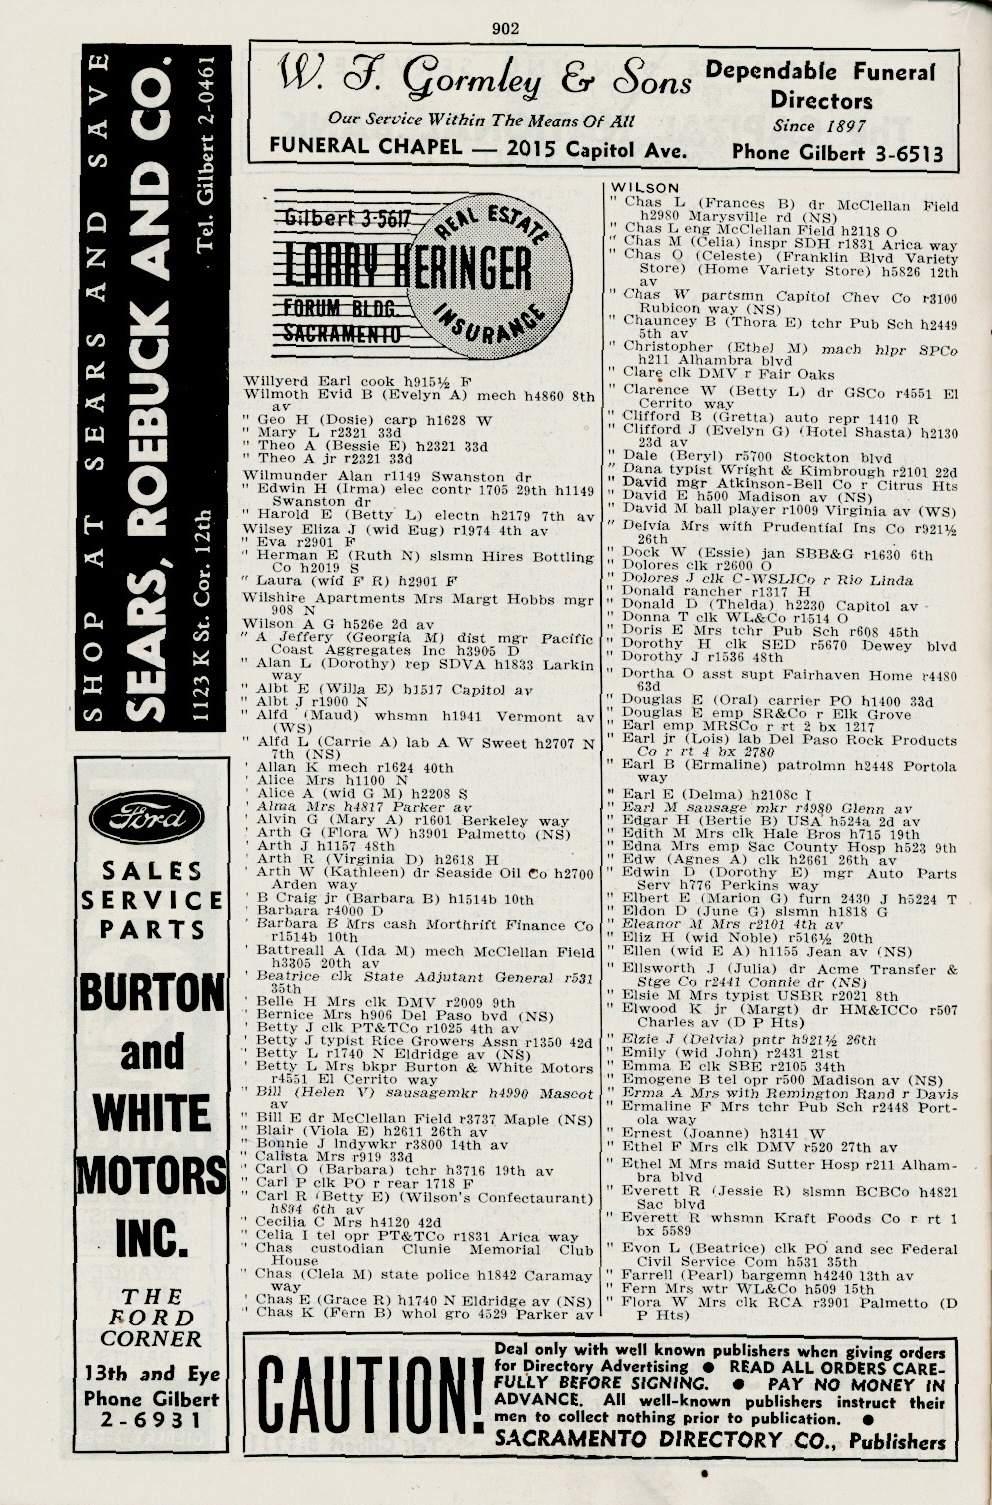 902
SHOP AT SEARS AND SAVE
SEARS, ROEBUCK AND CO.
1123 K St. Cor. 12th Tel. Gilbert 2-0461
W. F. Gormley & Sons
Our Service Within The Means Of All
FUNERAL CHAPEL — 2015 Capitol Ave.
Dependable Funeral
Directors
Since 1897
Phone Gilbert 3-6513
Gilbert 3-5617
REAL ESTATE
LARRY HERINGER
FORUM BLDG.
INSURANCE
SACRAMENTO
Willyerd Earl cook h915½ F
Wilmoth Evid B (Evelyn A) mech h4860 8th
av
" Geo H (Dosie) carp h1628 W
" Mary L r2321 33d
" Theo A (Bessie E) h2321 33d
" Theo A jr r2321 33d
Wilmunder Alan r1149 Swanston dr
" Edwin H (Irma) elec contr 1705 29th h1149
Swanston dr
" Harold E (Betty L) electn h2179 7th av
Wilsey Eliza J (wid Eug) r1974 4th av
" Eva r2901 F
" Herman E (Ruth N) slsmn Hires Bottling
Co h2019 S
" Laura (wid F R) h2901 F
Wilshire Apartments Mrs Margt Hobbs mgr
908 N
Wilson A G h526e 2d av
" A Jeffery (Georgia M) dist mgr Pacific
Coast Aggregates Inc h3905 D
" Alan L (Dorothy) rep SDVA h1833 Larkin
way
" Albt E (Willa E) h1517 Capitol av
" Albt J r1900 N
" Alfd (Maud) whsmn h1941 Vermont av
(WS)
" Alfd L (Carrie A) lab A W Sweet h2707 N
7th (NS)
' Allan K mech r1624 40th
' Alice Mrs h1100 N
' Alice A (wid G M) h2208 S
' Alma Mrs h4817 Parker av
' Alvin G (Mary A) r1601 Berkeley way
' Arth G (Flora W) h3901 Palmetto (NS)
' Arth J h1157 48th
' Arth R (Virginia D) h2618 H
' Arth W (Kathleen) dr Seaside Oil Co h2700
Arden way
' B Craig jr (Barbara B) h1514b 10th
' Barbara r4000 D
' Barbara B Mrs cash Morthrift Finance Co
r1514b 10th
' Battreall A (Ida M) mech McClellan Field
h3305 20th av
' Beatrice clk State Adjutant General r531
35th
' Belle H Mrs clk DMV r2009 9th
' Bernice Mrs h906 Del Paso bvd (NS)
' Betty J clk PT&TCo r1025 4th av
' Betty J typist Rice Growers Assn r1350 42d
' Betty L r1740 N Eldridge av (NS)
' Betty L Mrs bkpr Burton & White Motors
r4551 El Cerrito way
' Bill (Helen V) sausagemkr h4990 Mascot
av
" Bill E dr McClellan Field r3737 Maple (NS)
" Blair (Viola E) h2611 26th av
" Bonnie J lndywkr r3800 14th av
" Calista Mrs r919 33d
" Carl O (Barbara) tchr h3716 19th av
" Carl P clk PO r rear 1718 F
" Carl R (Betty E) (Wilson's Confectaurant)
h894 6th av
" Cecilia C Mrs h4120 42d
" Celia I tel opr PT&TCo r1831 Arica way
" Chas custodian Clunie Memorial Club
House
" Chas (Clela M) state police h1842 Caramay
way
' Chas E (Grace R) h1740 N Eldridge av (NS)
" Chas K (Fern B) whol gro 4529 Parker av
WILSON
" Chas L (Frances B) dr McClellan Field
h2980 Marysville rd (NS)
" Chas L eng McClellan Field h2118 O
" Chas M (Celia) inspr SDH r1831 Arica way
" Chas O (Celeste) (Franklin Blvd Variety
Store) (Home Variety Store) h5826 12th
av
" Chas W partsmn Capitol Chev Co r3100
Rubicon way (NS)
" Chauncey B (Thora E) tchr Pub Sch h2449
5th av
" Christopher (Ethel M) mach hlpr SPCo
h211 Alhambra blvd
" Clare clk DMV r Fair Oaks
" Clarence W (Betty L) dr GSCo r4551 El
Cerrito way
" Clifford B (Gretta) auto repr 1410 R
" Clifford J (Evelyn G) (Hotel Shasta) h2130
23d av
" Dale (Beryl) r5700 Stockton blvd
" Dana typist Wright & Kimbrough r2101 22d
" David mgr Atkinson-Bell Co r Citrus Hts
" David E h500 Madison av (NS)
" David M ball player r1009 Virginia av (WS)
" Delvia Mrs with Prudential Ins Co r921½
26th
" Dock W (Essie) jan SBB&G r1630 6th
" Dolores clk r2600 O
" Dolores J clk C-WSLICo r Rio Linda
" Donald rancher r1317 H
" Donald D (Thelda) h2230 Capitol av
" Donna T clk WL&Co r1514 O
" Doris E Mrs tchr Pub Sch r608 45th
" Dorothy H clk SED r5670 Dewey blvd
" Dorothy J r1536 48th
" Dortha O asst supt Fairhaven Home r4480
63d
" Douglas E (Oral) carrier PO h1400 33d
" Douglas E emp SR&Co r Elk Grove
" Earl emp MRSCo r rt 2 bx 1217
" Earl jr (Lois) lab Del Paso Rock Products
Co r rt 4 bx 2780
" Earl B (Ermaline) patrolmn h2448 Portola
way
" Earl E (Delma) h2108c I
" Earl M sausage mkr r4980 Glenn av
" Edgar H (Bertie B) USA h524a 2d av
" Edith M Mrs clk Hale Bros h715 19th
" Edna Mrs emp Sac County Hosp h523 9th
" Edw (Agnes A) clk h2661 26th av
" Edwin D (Dorothy E) mgr Auto Parts
Serv h776 Perkins way
" Elbert E (Marion G) furn 2430 J h5224 T
" Eldon D (June G) slsmn h1818 G
" Eleanor M Mrs r2101 4th av
" Eliz H (wid Noble) r516½ 20th
" Ellen (wid E A) h1155 Jean av (NS)
" Ellsworth J (Julia) dr Acme Transfer &
Stge Co r2441 Connie dr (NS)
" Elsie M Mrs typist USBR r2021 8th
" Elwood K jr (Margt) dr HM&ICCo r507
Charles av (D P Hts)
" Elzie J (Delvia) pntr h921½ 26th
" Emily (wid John) r2431 21st
" Emma E clk SBE r2105 34th
" Emogene B tel opr r500 Madison av (NS)
" Erma A Mrs with Remington Rand r Davis
" Ermaline F Mrs tchr Pub Sch r2448 Port-
ola way
" Ernest (Joanne) h3141 W
" Ethel F Mrs clk DMV r520 27th av
" Ethel M Mrs maid Sutter Hosp r211 Alham-
bra blvd
" Everett R (Jessie R) slsmn BCBCo h4821
Sac blvd
" Everett R whsmn Kraft Foods Co r rt 1
bx 5589
" Evon L (Beatrice) clk PO and sec Federal
Civil Service Com h531 35th
" Farrell (Pearl) bargemn h4240 13th av
" Fern Mrs wtr WL&Co h509 15th
" Flora W Mrs clk RCA r3901 Palmetto (D
P Hts)
Ford
SALES
SERVICE
PARTS
BURTON
and
WHITE
MOTORS
INC.
THE
FORD
CORNER
13th and Eye
Phone Gilbert
2-6931
CAUTION!
Deal only with well known publishers when giving orders
for Directory Advertising ● READ ALL ORDERS CARE-
FULLY BEFORE SIGNING. ● PAY NO MONEY IN
ADVANCE. All well-known publishers instruct their
men to collect nothing prior to publication. ●
SACRAMENTO DIRECTORY CO., Publishers